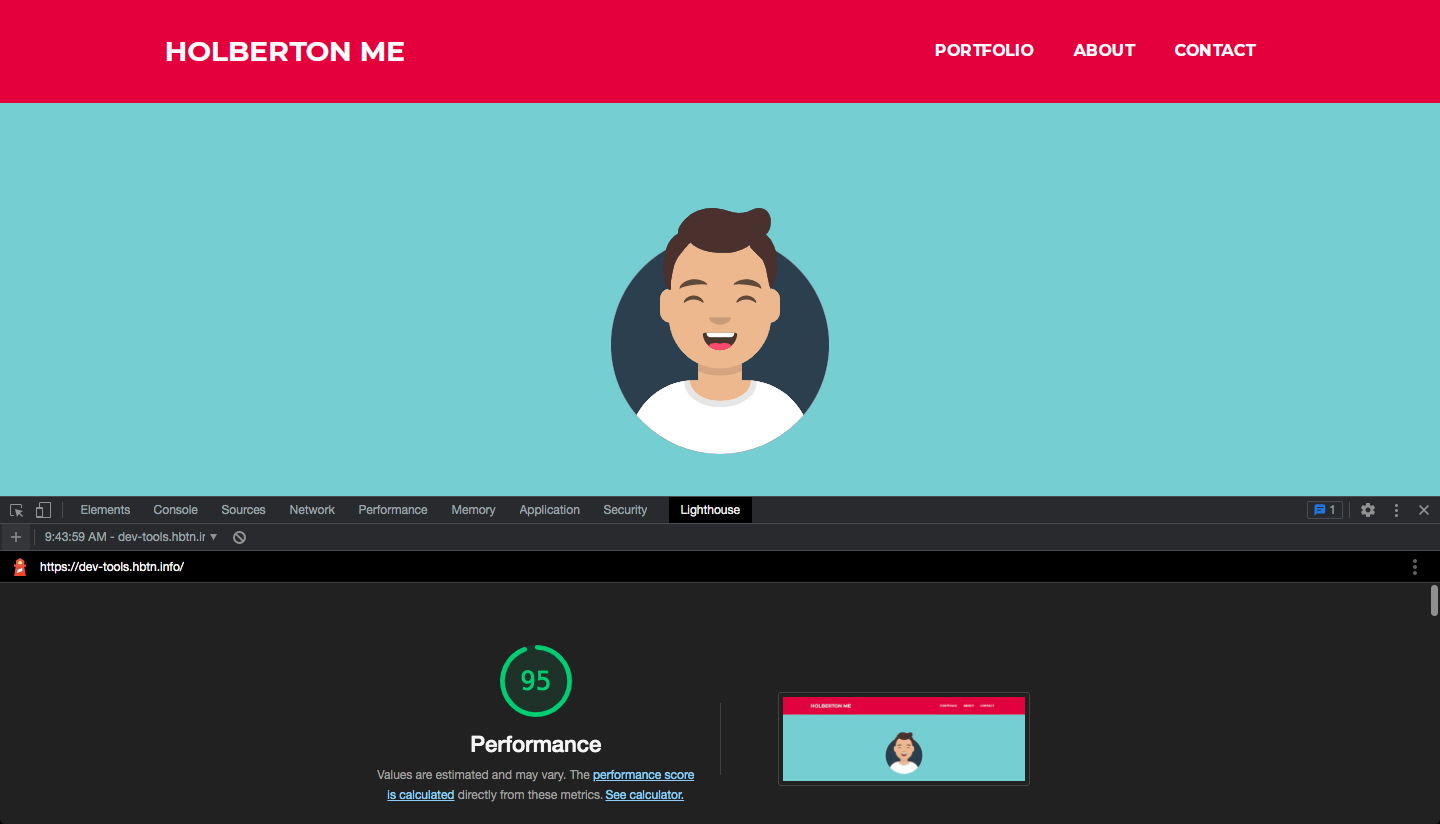 HOLBERTON ME
PORTFOLIO ABOUT CONTACT
Elements Console Sources Network Performance Memory Application Security Lighthouse 1
9:43:59 AM - dev-tools.hbtn.ir
https://dev-tools.hbtn.info/
95
Performance
Values are estimated and may vary. The performance score
is calculated directly from these metrics. See calculator.
HOLBERTON ME PORTFOLIO ABOUT CONTACT